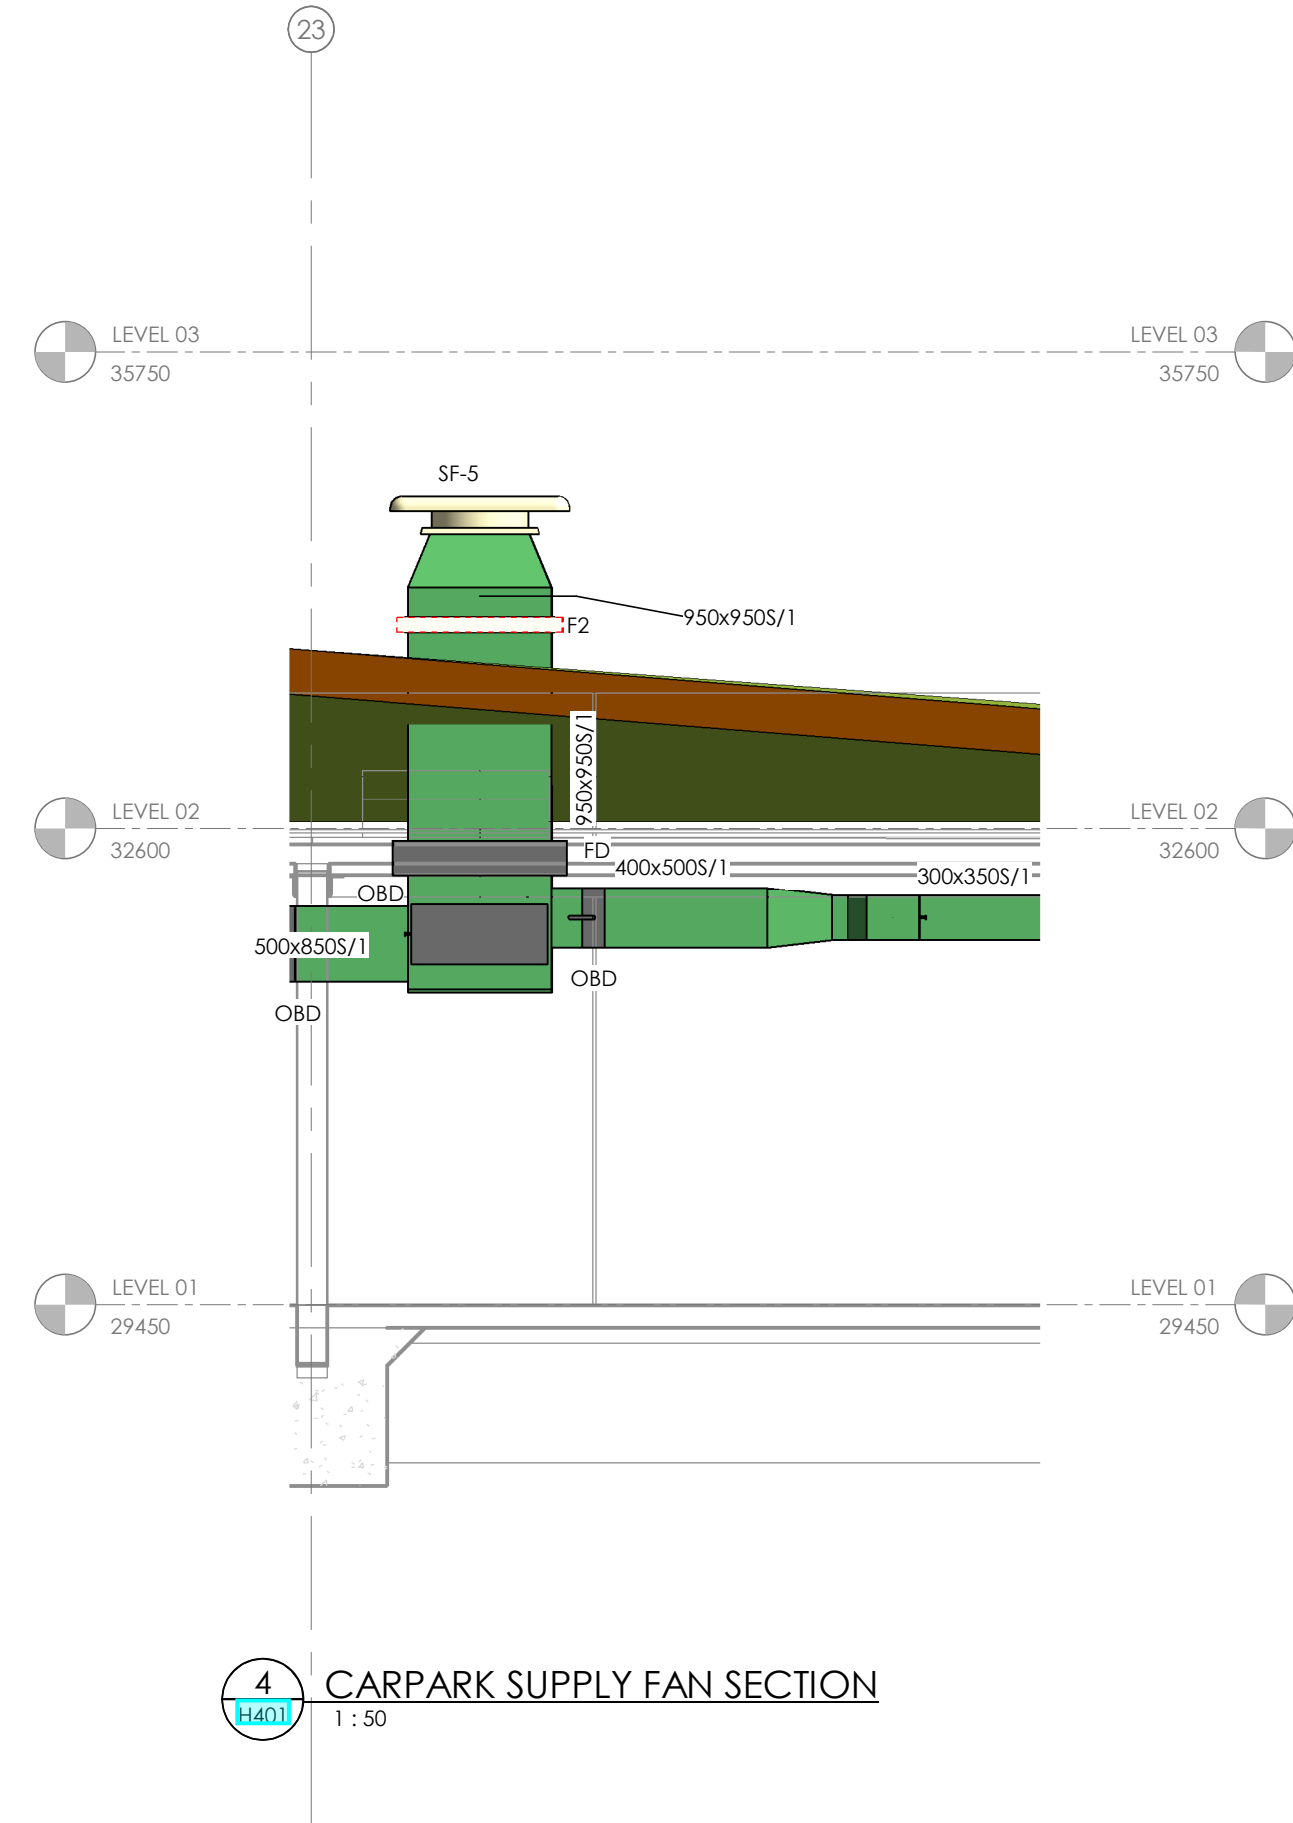 23
LEVEL 03
35750
LEVEL 03
35750
SF-5
950x950S/1
F2
950x950S/1
LEVEL 02
32600
LEVEL 02
32600
FD
400x500S/1
300x350S/1
OBD
500x850S/1
OBD
OBD
LEVEL 01
29450
LEVEL 01
29450
4
H401
CARPARK SUPPLY FAN SECTION
1 : 50